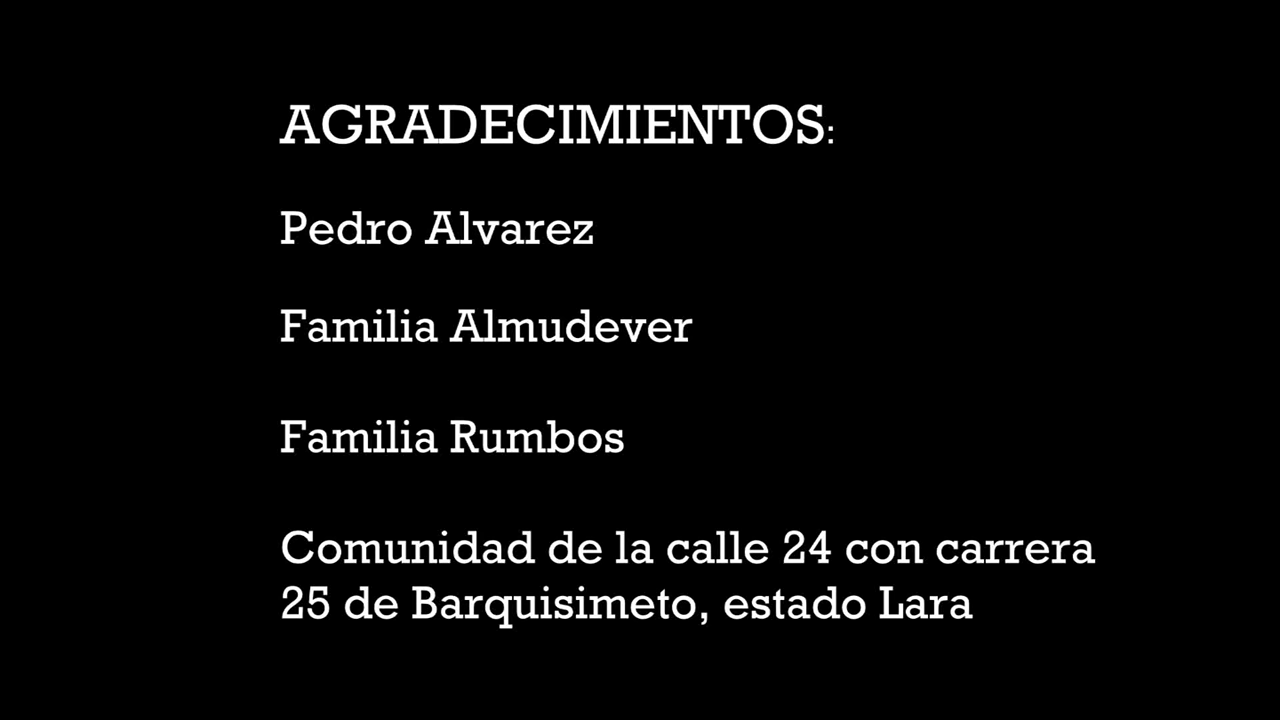 AGRADECIMIENTOS:
Pedro Alvarez
Familia Almudever
Familia Rumbos
Comunidad de la calle 24 con carrera
25 de Barquisimeto, estado Lara